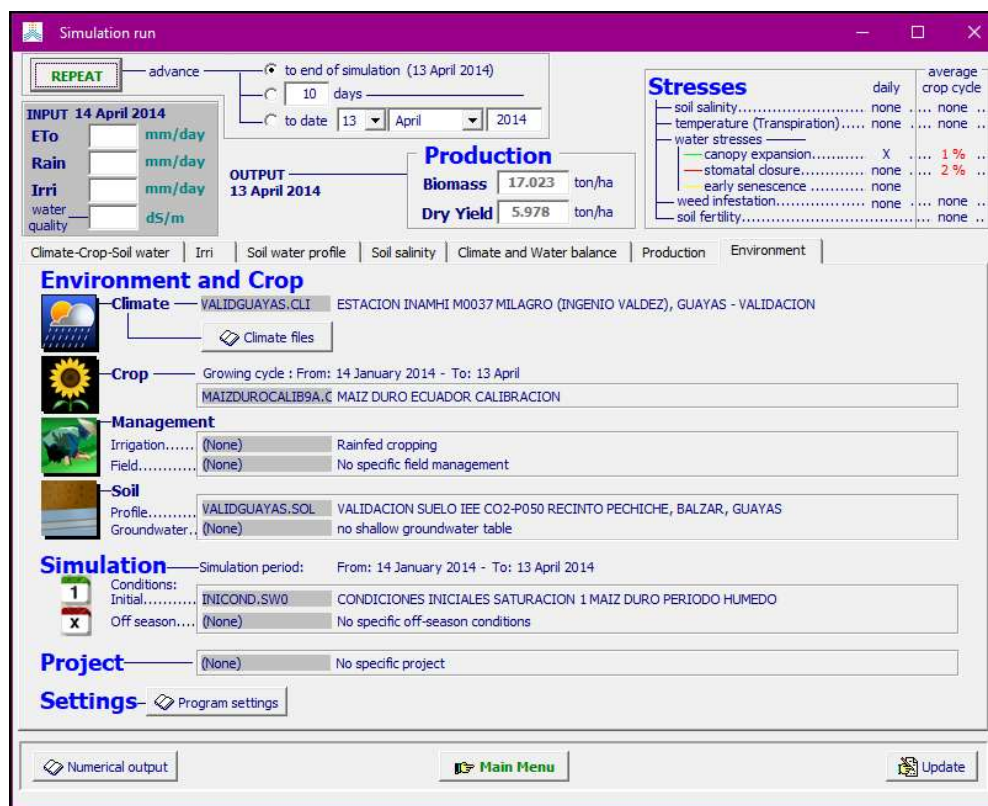 Simulation run
REPEAT
advance
to end of simulation (13 April 2014)
10 days
to date 13 April 2014
INPUT 14 April 2014
ETo mm/day
Rain mm/day
Irri mm/day
water quality dS/m
OUTPUT
13 April 2014
Production
Biomass 17.023 ton/ha
Dry Yield 5.978 ton/ha
Stresses daily average crop cycle
soil salinity........................ none .... none ..
temperature (Transpiration)..... none .... none ..
water stresses
canopy expansion........... X .... 1 % ..
stomatal closure............ none .... 2 % ..
early senescence ........... none
weed infestation................. none .... none ..
soil fertility............................................. none ..
Climate-Crop-Soil water Irri Soil water profile Soil salinity Climate and Water balance Production Environment
Environment and Crop
Climate VALIDGUAYAS.CLI ESTACION INAMHI M0037 MILAGRO (INGENIO VALDEZ), GUAYAS - VALIDACION
Climate files
Crop Growing cycle : From: 14 January 2014 - To: 13 April
MAIZDUROCALIB9A.C MAIZ DURO ECUADOR CALIBRACION
Management
Irrigation...... (None) Rainfed cropping
Field............ (None) No specific field management
Soil
Profile.......... VALIDGUAYAS.SOL VALIDACION SUELO IEE CO2-P050 RECINTO PECHICHE, BALZAR, GUAYAS
Groundwater.. (None) no shallow groundwater table
Simulation Simulation period: From: 14 January 2014 - To: 13 April 2014
1
Conditions:
Initial.......... INICOND.SW0 CONDICIONES INICIALES SATURACION 1 MAIZ DURO PERIODO HUMEDO
X
Off season.... (None) No specific off-season conditions
Project (None) No specific project
Settings Program settings
Numerical output Main Menu Update